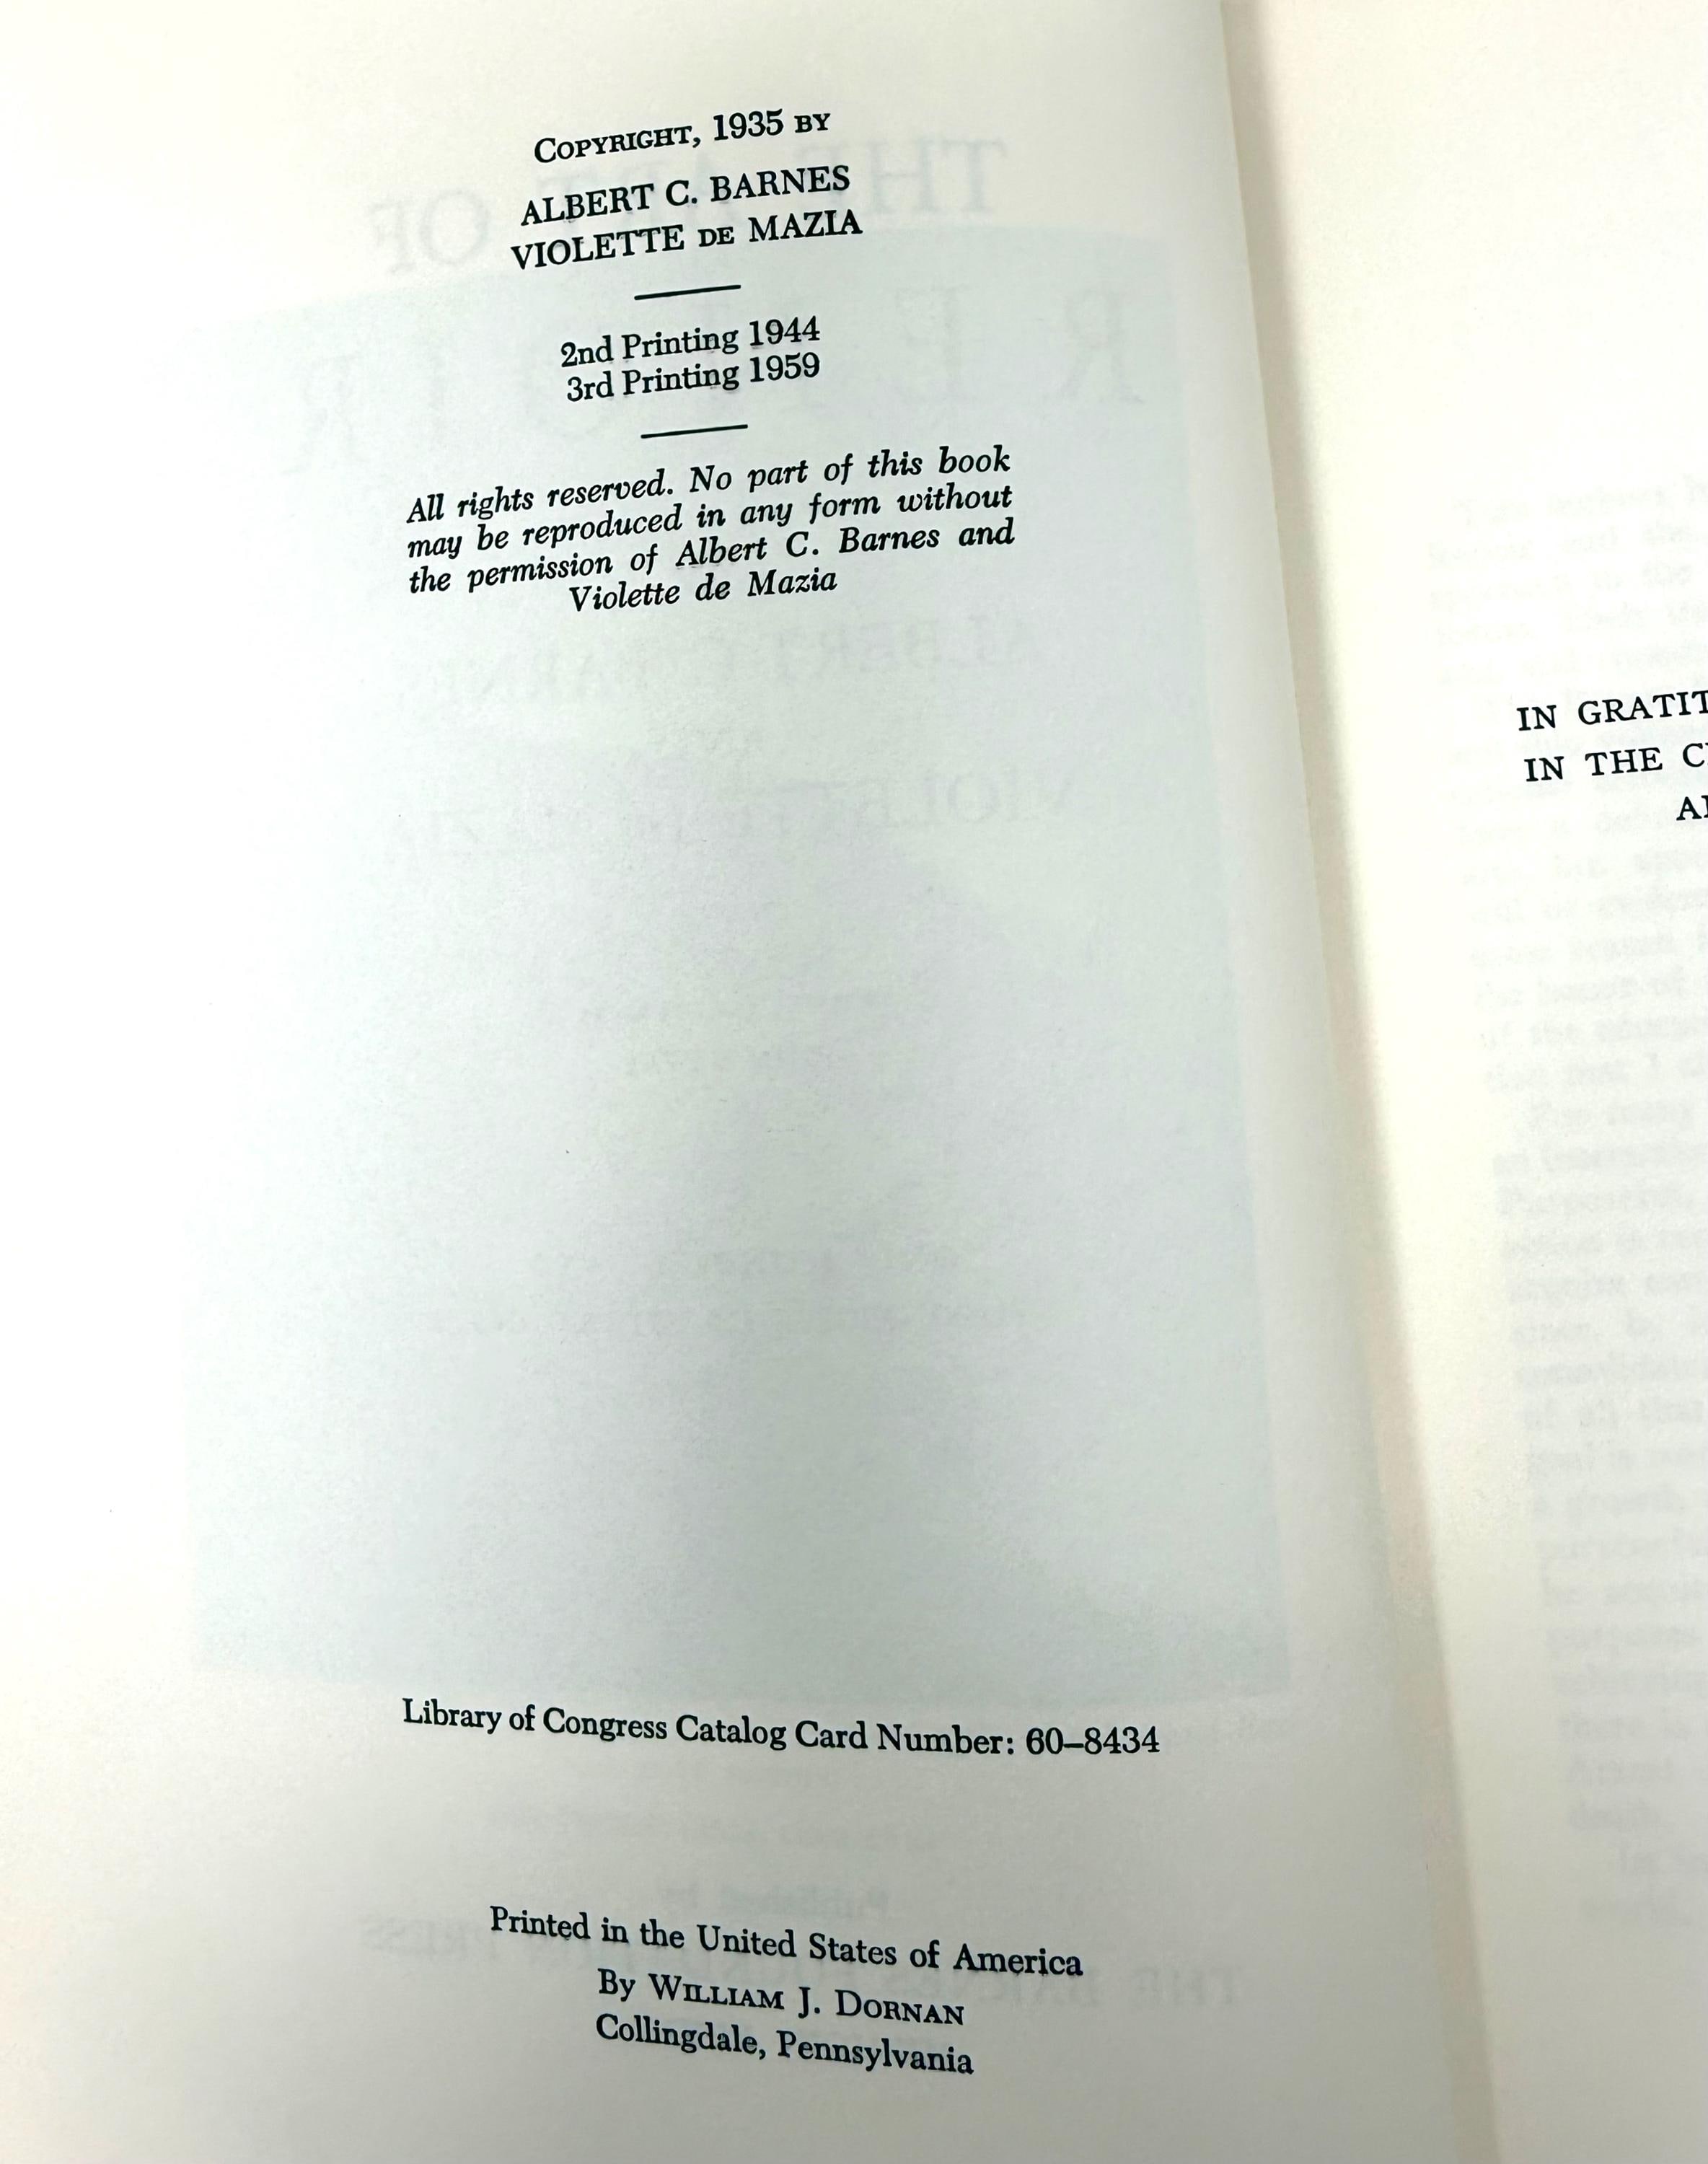 COPYRIGHT, 1935 BY
ALBERT C. BARNES
VIOLETTE DE MAZIA
2nd Printing 1944
3rd Printing 1959
All rights reserved. No part of this book
may be reproduced in any form without
the permission of Albert C. Barnes and
Violette de Mazia
Library of Congress Catalog Card Number: 60–8434
Printed in the United States of America
By WILLIAM J. DORNAN
Collingdale, Pennsylvania
IN
IN THE